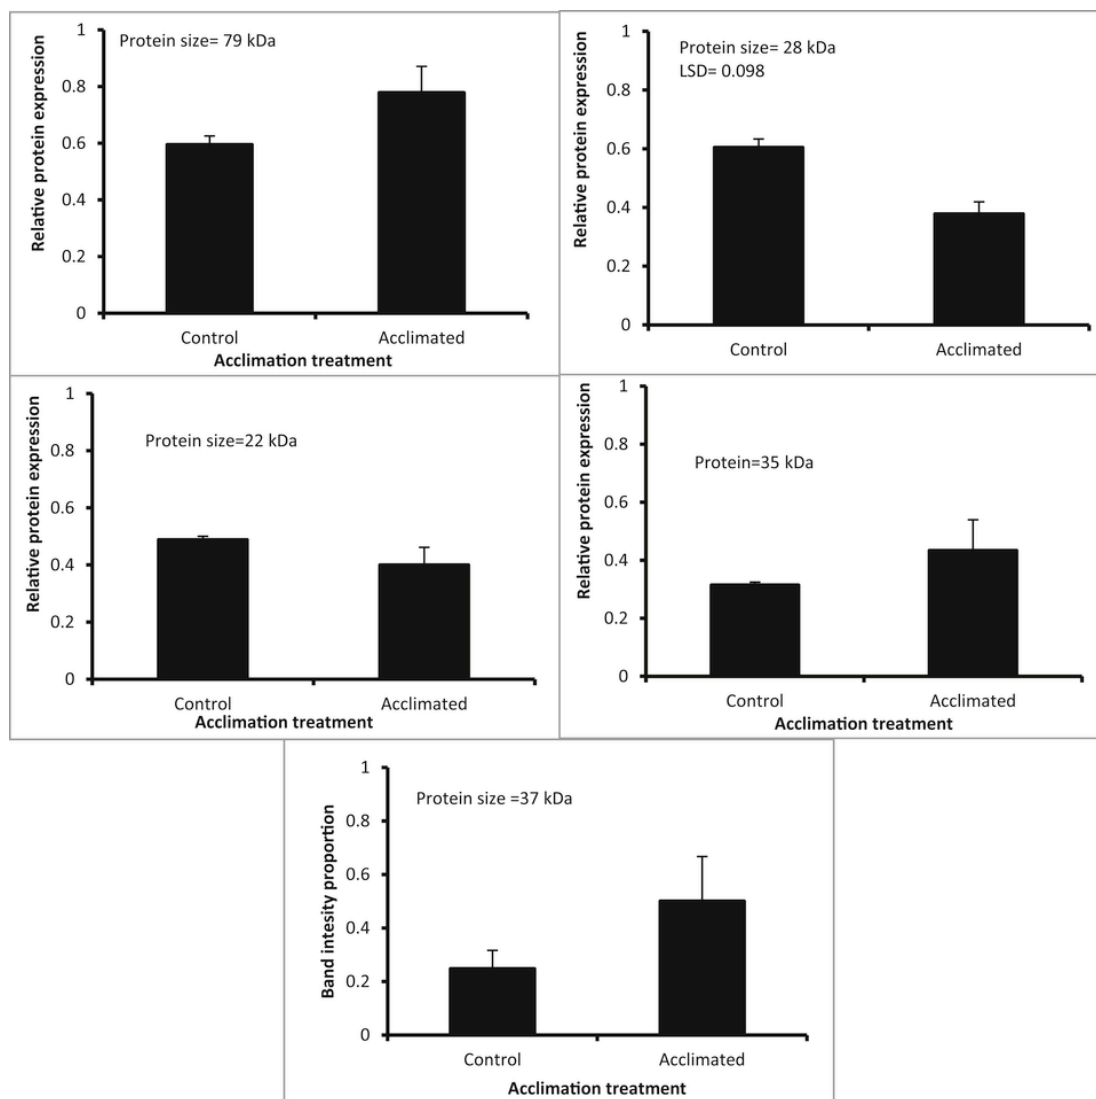 Protein size= 79 kDa
Relative protein expression
1
0.8
0.6
0.4
0.2
0
Control
Acclimated
Acclimation treatment
Protein size= 28 kDa
LSD= 0.098
Relative protein expression
1
0.8
0.6
0.4
0.2
0
Control
Acclimated
Protein size=22 kDa
Relative protein expression
1
0.8
0.6
0.4
0.2
0
Control
Acclimated
Acclimation treatment
Protein=35 kDa
Relative protein expression
1
0.8
0.6
0.4
0.2
0
Control
Acclimated
Acclimation treatment
Protein size =37 kDa
Band intesity proportion
1
0.8
0.6
0.4
0.2
0
Control
Acclimated
Acclimation treatment